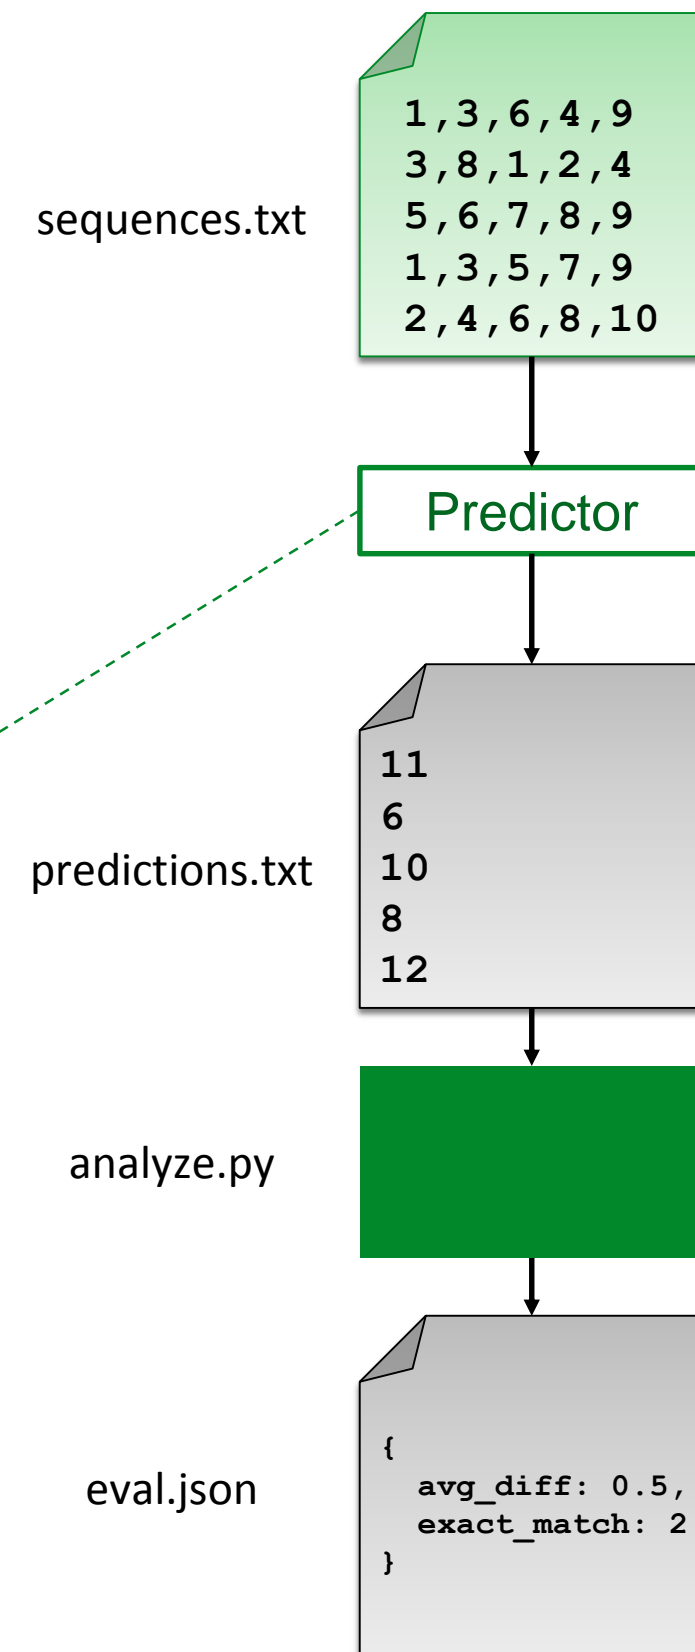 sequences.txt
1,3,6,4,9
3,8,1,2,4
5,6,7,8,9
1,3,5,7,9
2,4,6,8,10
Predictor
predictions.txt
11
6
10
8
12
analyze.py
eval.json
{
avg_diff: 0.5,
exact_match: 2
}